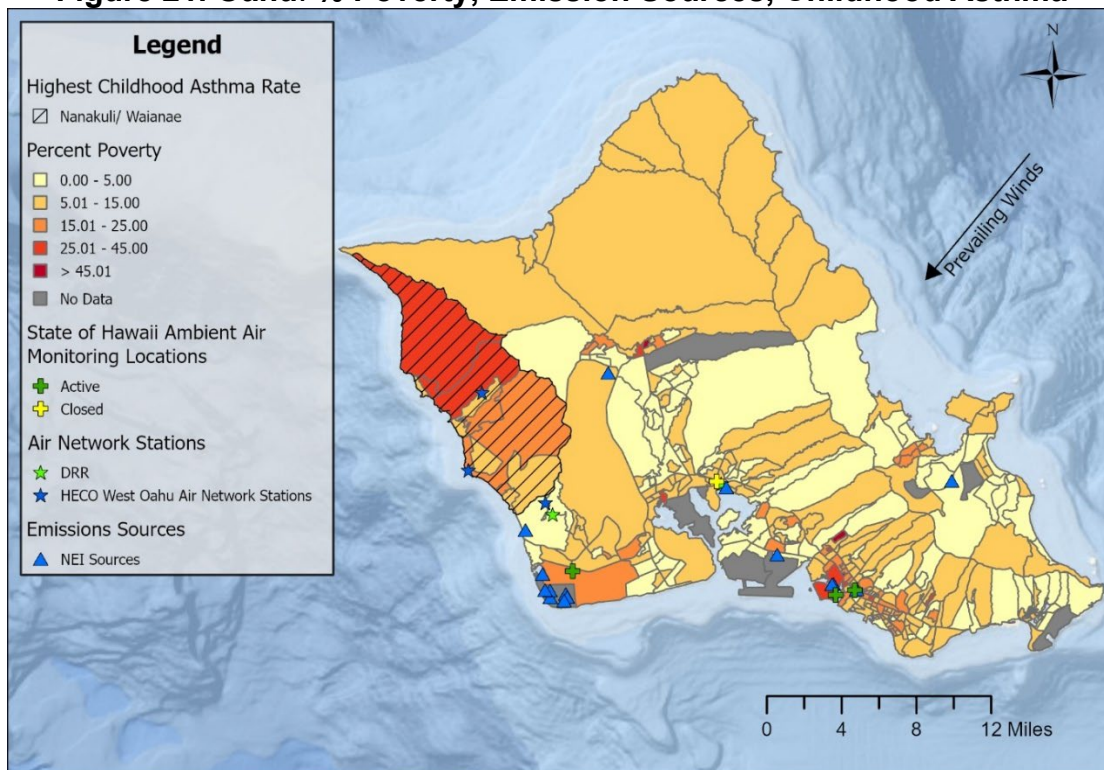 Legend
Highest Childhood Asthma Rate
Nanakuli/ Waianae
Percent Poverty
0.00 - 5.00
5.01 - 15.00
15.01 - 25.00
25.01 - 45.00
> 45.01
No Data
State of Hawaii Ambient Air
Monitoring Locations
Active
Closed
Air Network Stations
DRR
HECO West Oahu Air Network Stations
Emissions Sources
NEI Sources
N
Prevailing Winds
0 4 8 12 Miles